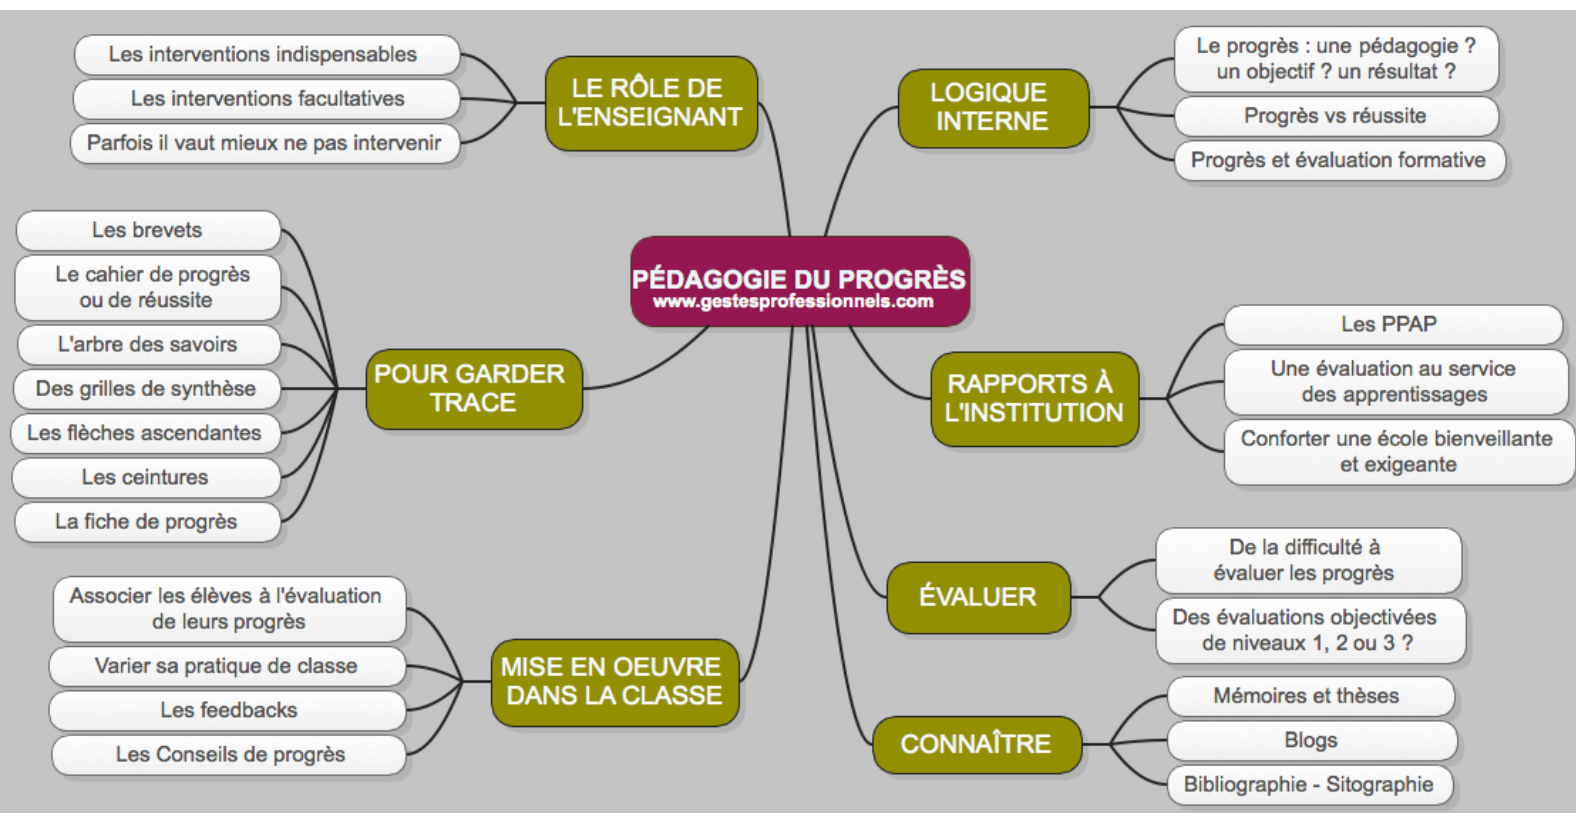 PÉDAGOGIE DU PROGRÈS
www.gestesprofessionnels.com
LE RÔLE DE
L'ENSEIGNANT
Les interventions indispensables
Les interventions facultatives
Parfois il vaut mieux ne pas intervenir
POUR GARDER
TRACE
Les brevets
Le cahier de progrès
ou de réussite
L'arbre des savoirs
Des grilles de synthèse
Les flèches ascendantes
Les ceintures
La fiche de progrès
MISE EN OEUVRE
DANS LA CLASSE
Associer les élèves à l'évaluation
de leurs progrès
Varier sa pratique de classe
Les feedbacks
Les Conseils de progrès
LOGIQUE
INTERNE
Le progrès : une pédagogie ?
un objectif ? un résultat ?
Progrès vs réussite
Progrès et évaluation formative
RAPPORTS À
L'INSTITUTION
Les PPAP
Une évaluation au service
des apprentissages
Conforter une école bienveillante
et exigeante
ÉVALUER
De la difficulté à
évaluer les progrès
Des évaluations objectivées
de niveaux 1, 2 ou 3 ?
CONNAÎTRE
Mémoires et thèses
Blogs
Bibliographie - Sitographie